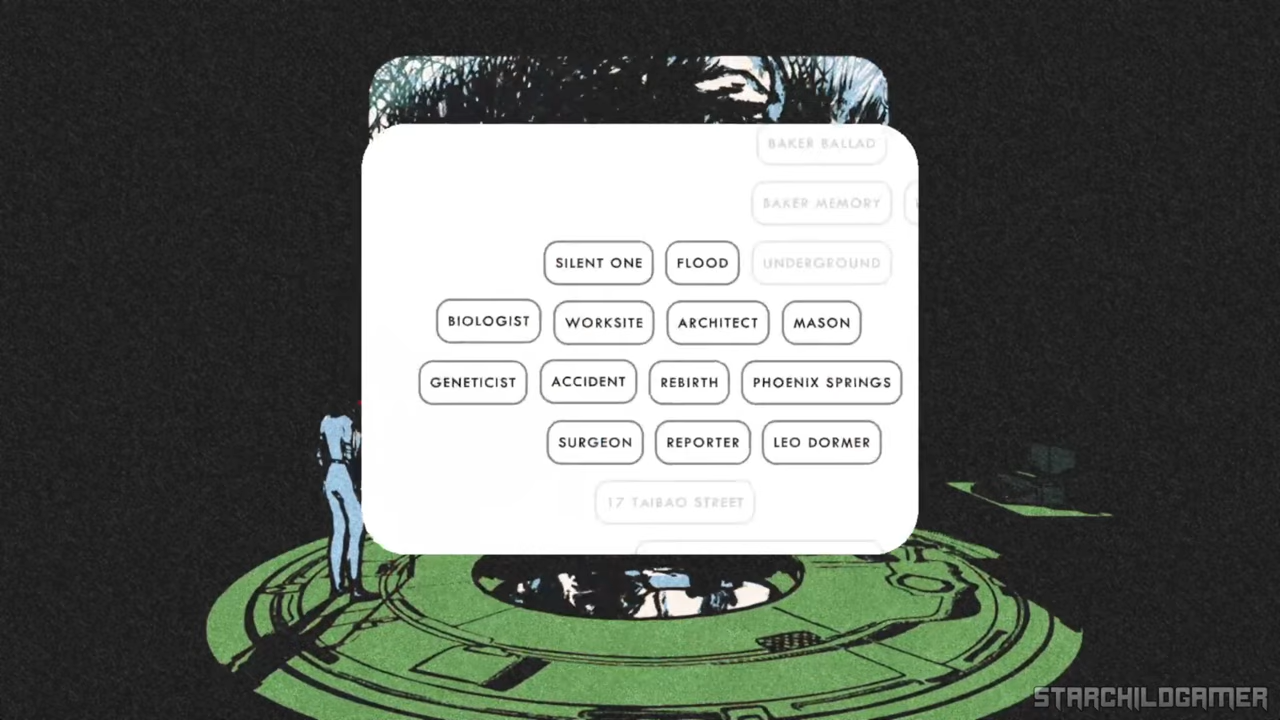 BAKER BALLAD
BAKER MEMORY
SILENT ONE FLOOD UNDERGROUND
BIOLOGIST WORKSITE ARCHITECT MASON
GENETICIST ACCIDENT REBIRTH PHOENIX SPRINGS
SURGEON REPORTER LEO DORMER
17 TAIBAO STREET
STARCHILDGAMER